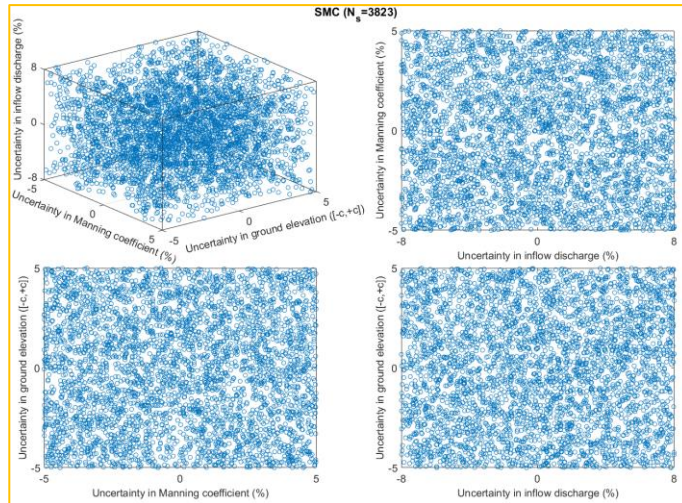 SMC (Ns=3823)
Uncertainty in inflow discharge (%)
8
0
-8
-5
0
5
Uncertainty in Manning coefficient (%)
-5
0
5
Uncertainty in ground elevation ([-c,+c])
Uncertainty in Manning coefficient (%)
5
0
-5
-8
0
8
Uncertainty in inflow discharge (%)
Uncertainty in ground elevation ([-c,+c])
5
0
-5
-5
0
5
Uncertainty in Manning coefficient (%)
Uncertainty in ground elevation ([-c,+c])
5
0
-5
-8
0
8
Uncertainty in inflow discharge (%)